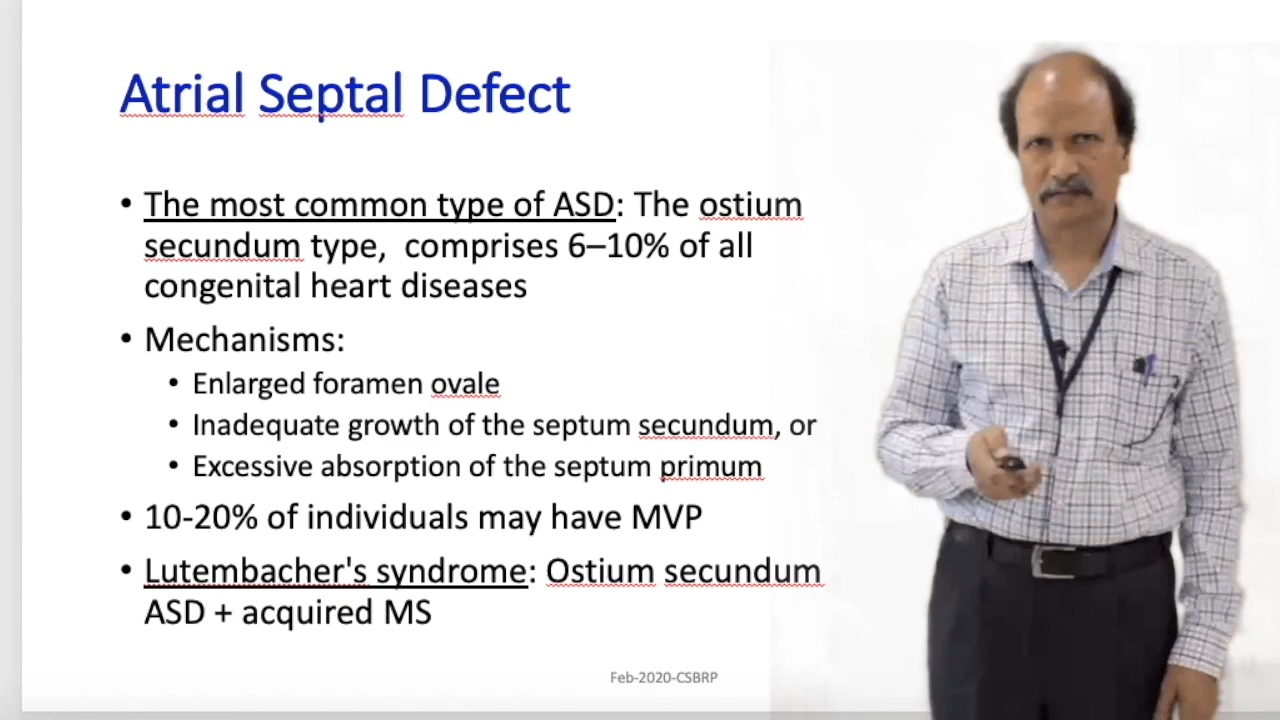 Atrial Septal Defect
• The most common type of ASD: The ostium
secundum type, comprises 6–10% of all
congenital heart diseases
• Mechanisms:
• Enlarged foramen ovale
• Inadequate growth of the septum secundum, or
• Excessive absorption of the septum primum
• 10-20% of individuals may have MVP
• Lutembacher's syndrome: Ostium secundum
ASD + acquired MS
Feb-2020-CSBRP